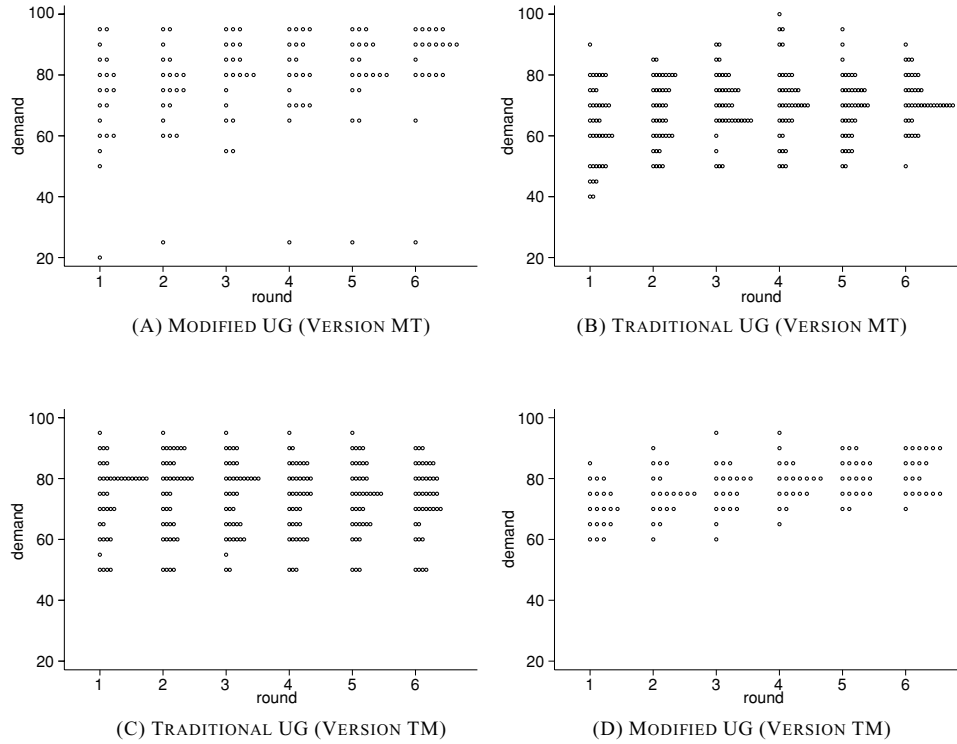 100
80
60
40
20
demand
1 2 3 4 5 6
round
(A) MODIFIED UG (VERSION MT)
100
80
60
40
20
demand
1 2 3 4 5 6
round
(B) TRADITIONAL UG (VERSION MT)
100
80
60
40
20
demand
1 2 3 4 5 6
round
(C) TRADITIONAL UG (VERSION TM)
100
80
60
40
20
demand
1 2 3 4 5 6
round
(D) MODIFIED UG (VERSION TM)